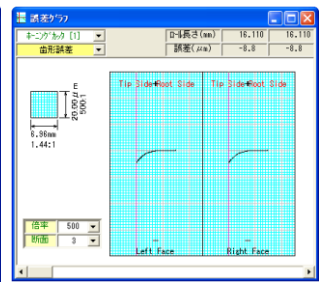 誤差グラフ
ホーニングカック [1]
ロール長さ(mm) 16.110 16.110
歯形誤差
誤差(μm) -0.8 -0.8
Tip Side Root Side Tip Side Root Side
E
20.00μ
500:1
6.96mm
1.44:1
倍率 500
断面 3
Left Face Right Face